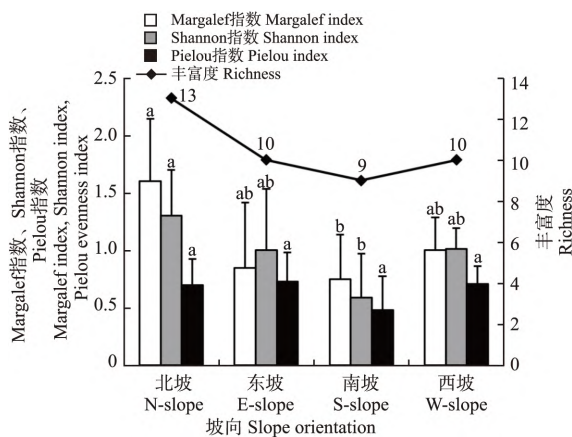 Margalef指数 Margalef index
Shannon指数 Shannon index
Pielou指数 Pielou index
丰富度 Richness
Margalef指数、Shannon指数、
Pielou指数
Margalef index, Shannon index,
Pielou evenness index
2.5
2.0
1.5
1.0
0.5
0
a
a
a
13
ab
ab
a
10
b
b
a
9
ab
ab
a
10
14
12
10
8
6
4
2
0
丰富度
Richness
北坡 东坡 南坡 西坡
N-slope E-slope S-slope W-slope
坡向 Slope orientation